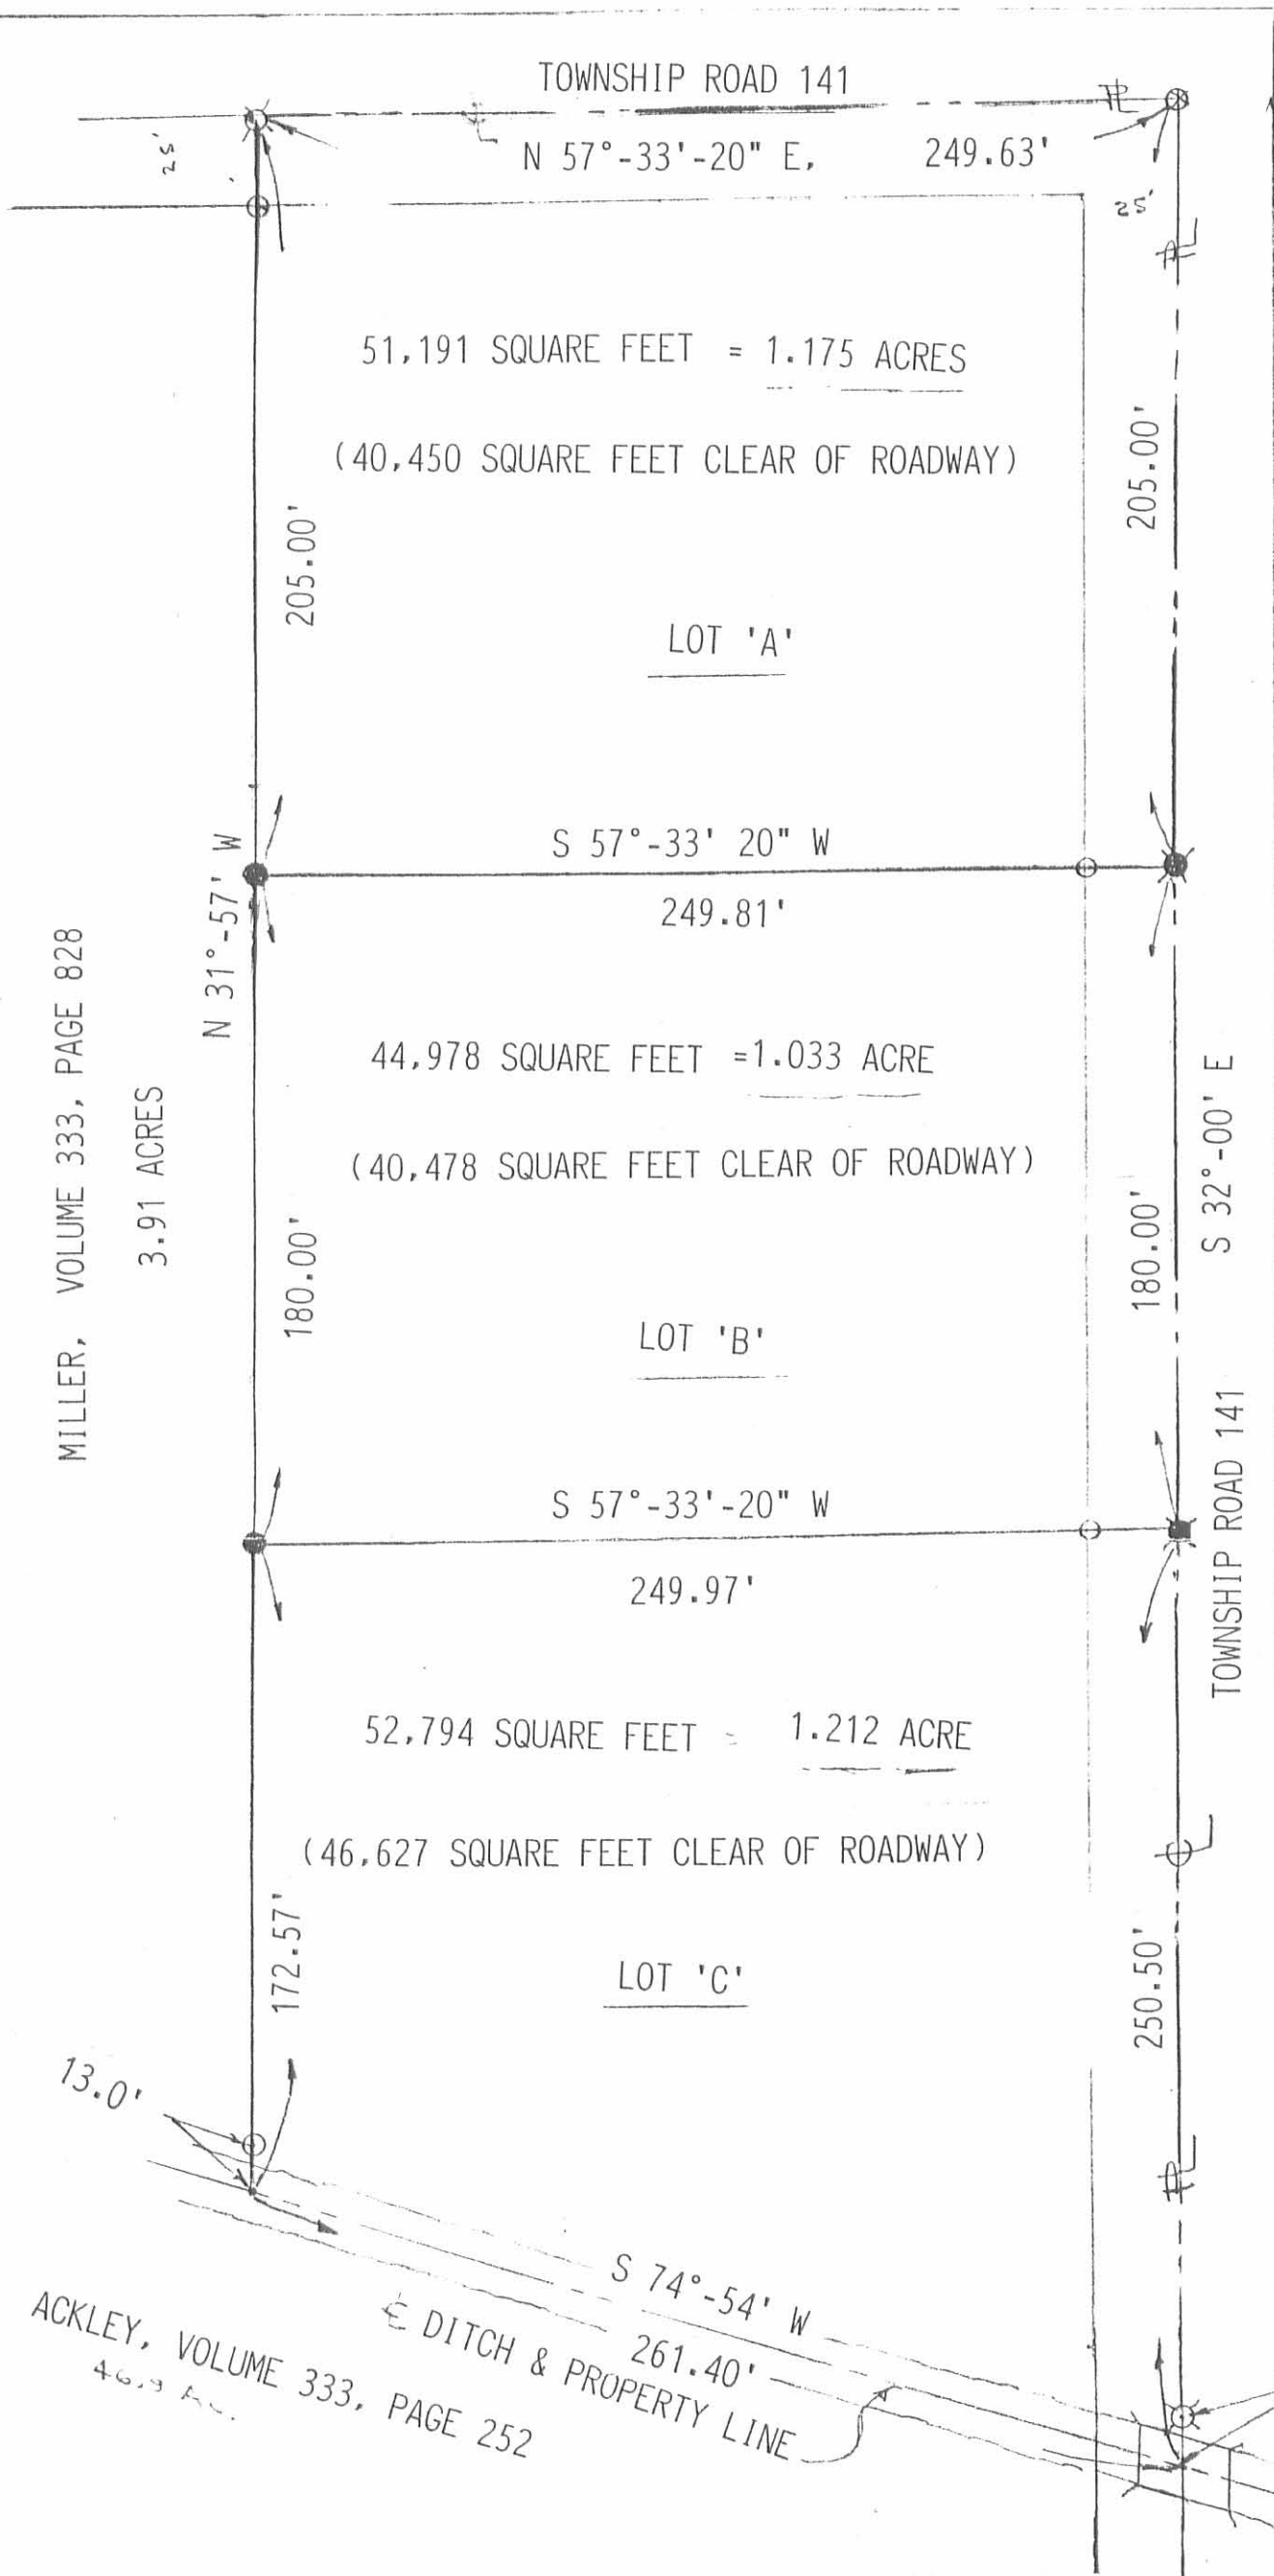 TOWNSHIP ROAD 141
N 57°-33'-20" E, 249.63'
25'
25'
51,191 SQUARE FEET = 1.175 ACRES
(40,450 SQUARE FEET CLEAR OF ROADWAY)
205.00'
205.00'
LOT 'A'
S 57°-33' 20" W
249.81'
N 31°-57' W
MILLER, VOLUME 333, PAGE 828
3.91 ACRES
44,978 SQUARE FEET =1.033 ACRE
(40,478 SQUARE FEET CLEAR OF ROADWAY)
180.00'
180.00'
S 32°-00' E
LOT 'B'
TOWNSHIP ROAD 141
S 57°-33'-20" W
249.97'
52,794 SQUARE FEET = 1.212 ACRE
(46,627 SQUARE FEET CLEAR OF ROADWAY)
172.57'
250.50'
LOT 'C'
13.0'
S 74°-54' W
261.40'
℄ DITCH & PROPERTY LINE
ACKLEY, VOLUME 333, PAGE 252
46.9 Ac.